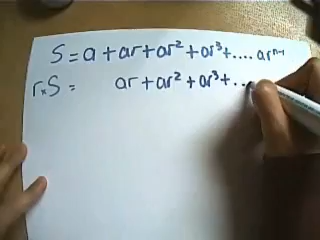 S = a + ar + ar² + ar³ + .... arⁿ⁻¹
r×S = ar + ar² + ar³ + ...